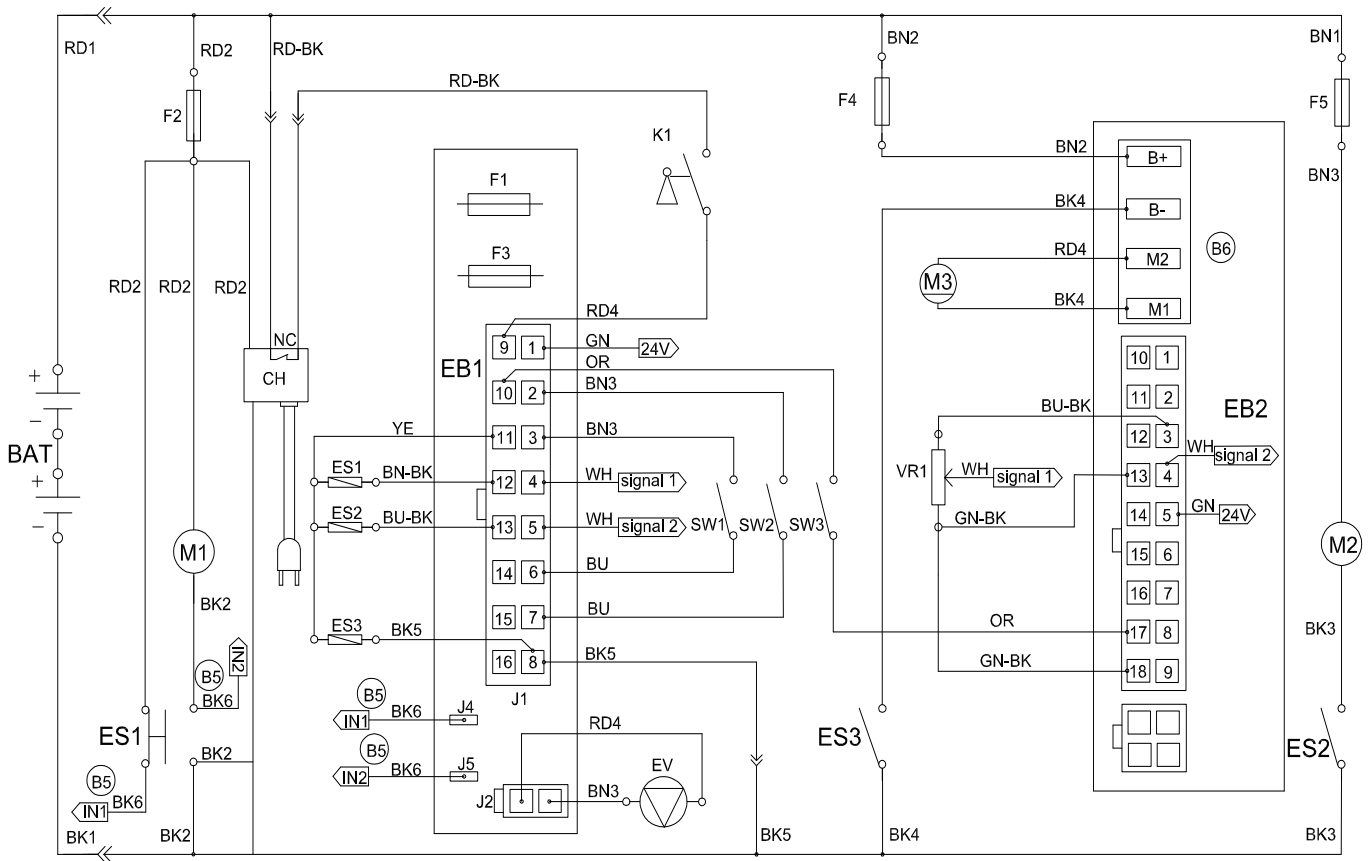 RD1
RD2
RD-BK
BN2
BN1
F2
RD-BK
F4
F5
K1
F1
BN2
B+
BN3
BK4
B-
F3
RD4
M2
B6
M3
RD2
RD2
RD2
BK4
M1
RD4
NC
9
1
GN
24V
CH
EB1
OR
10
1
10
2
BN3
11
2
BU-BK
EB2
YE
11
3
BN3
12
3
BAT
WH
signal 2
ES1
BN-BK
12
4
WH
signal 1
VR1
WH
signal 1
13
4
ES2
BU-BK
13
5
WH
signal 2
SW1
SW2
SW3
GN-BK
14
5
GN
24V
M1
M2
15
6
14
6
BU
BK2
16
7
15
7
BU
ES3
BK5
OR
17
8
BK3
16
8
BK5
GN-BK
18
9
IN2
B5
BK6
J1
B5
IN1
BK6
J4
RD4
ES1
ES3
ES2
BK2
B5
IN2
BK6
J5
EV
B5
IN1
BK6
J2
BN3
BK1
BK2
BK5
BK4
BK3
+
−
+
−